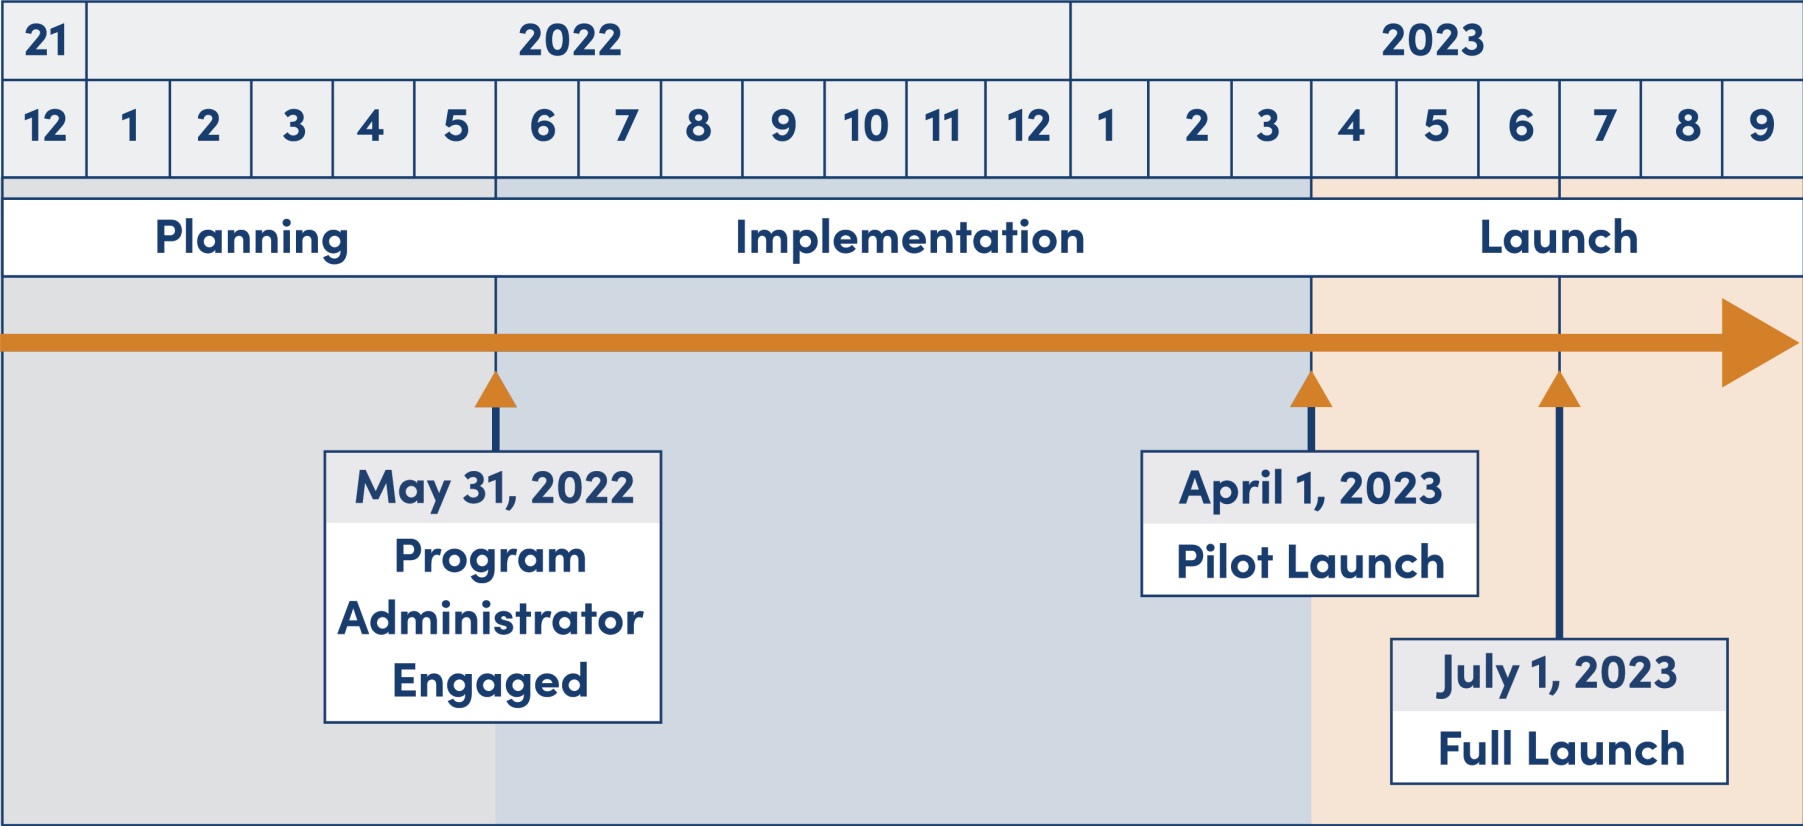 21 2022 2023
12 1 2 3 4 5 6 7 8 9 10 11 12 1 2 3 4 5 6 7 8 9
Planning Implementation Launch
May 31, 2022
Program
Administrator
Engaged
April 1, 2023
Pilot Launch
July 1, 2023
Full Launch